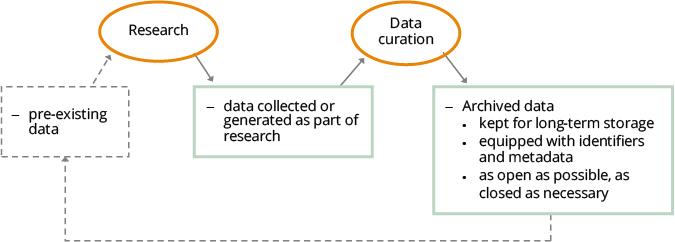 Research
Data
curation
– pre-existing
data
– data collected or
generated as part of
research
– Archived data
• kept for long-term storage
• equipped with identifiers
and metadata
• as open as possible, as
closed as necessary